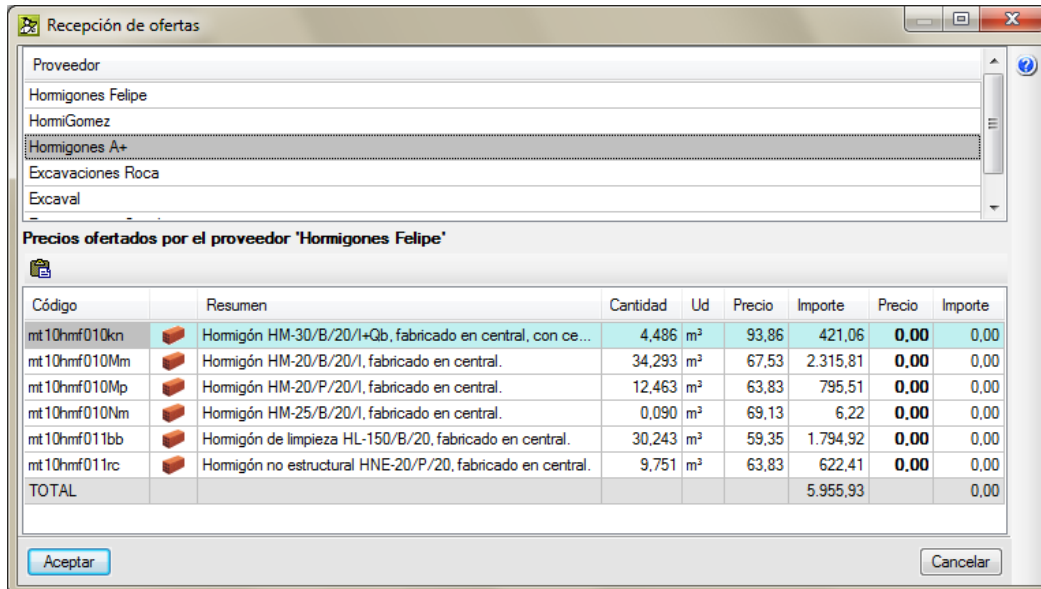 Recepción de ofertas
Proveedor
Hormigones Felipe
HormiGomez
Hormigones A+
Excavaciones Roca
Excaval
Precios ofertados por el proveedor 'Hormigones Felipe'
Código Resumen Cantidad Ud Precio Importe Precio Importe
mt10hmf010kn Hormigón HM-30/B/20/I+Qb, fabricado en central, con ce... 4,486 m³ 93,86 421,06 0,00 0,00
mt10hmf010Mm Hormigón HM-20/B/20/I, fabricado en central. 34,293 m³ 67,53 2.315,81 0,00 0,00
mt10hmf010Mp Hormigón HM-20/P/20/I, fabricado en central. 12,463 m³ 63,83 795,51 0,00 0,00
mt10hmf010Nm Hormigón HM-25/B/20/I, fabricado en central. 0,090 m³ 69,13 6,22 0,00 0,00
mt10hmf011bb Hormigón de limpieza HL-150/B/20, fabricado en central. 30,243 m³ 59,35 1.794,92 0,00 0,00
mt10hmf011rc Hormigón no estructural HNE-20/P/20, fabricado en central. 9,751 m³ 63,83 622,41 0,00 0,00
TOTAL 5.955,93 0,00
Aceptar Cancelar